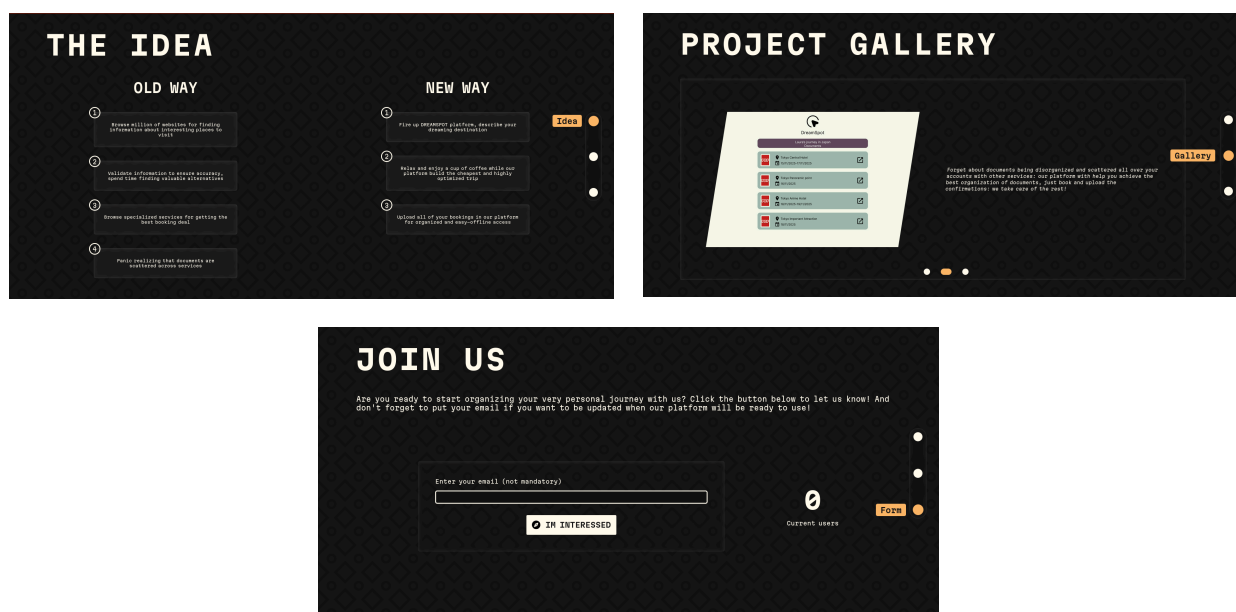 THE IDEA
OLD WAY
1
Browse million of websites for finding
information about interesting places to
visit
2
Validate information to ensure accuracy,
spend time finding valuable alternatives
3
Browse specialized services for getting the
best booking deal
4
Panic realizing that documents are
scattered across services
NEW WAY
1
Fire up DREAMSPOT platform, describe your
dreaming destination
2
Relax and enjoy a cup of coffee while our
platform build the cheapest and highly
optimized trip
3
Upload all of your bookings in our platform
for organized and easy-offline access
Idea
PROJECT GALLERY
DreamSpot
Documents
Tokyo Central Hotel
Forget about documents being disorganized and scattered all over your
accounts with other services: our platform with help you achieve the
best organization of documents, just book and upload the
confirmations: we take care of the rest!
Gallery
JOIN US
Are you ready to start organizing your very personal journey with us? Click the button below to let us know! And
don't forget to put your email if you want to be updated when our platform will be ready to use!
Enter your email (not mandatory)
IM INTERESSED
0
Current users
Form